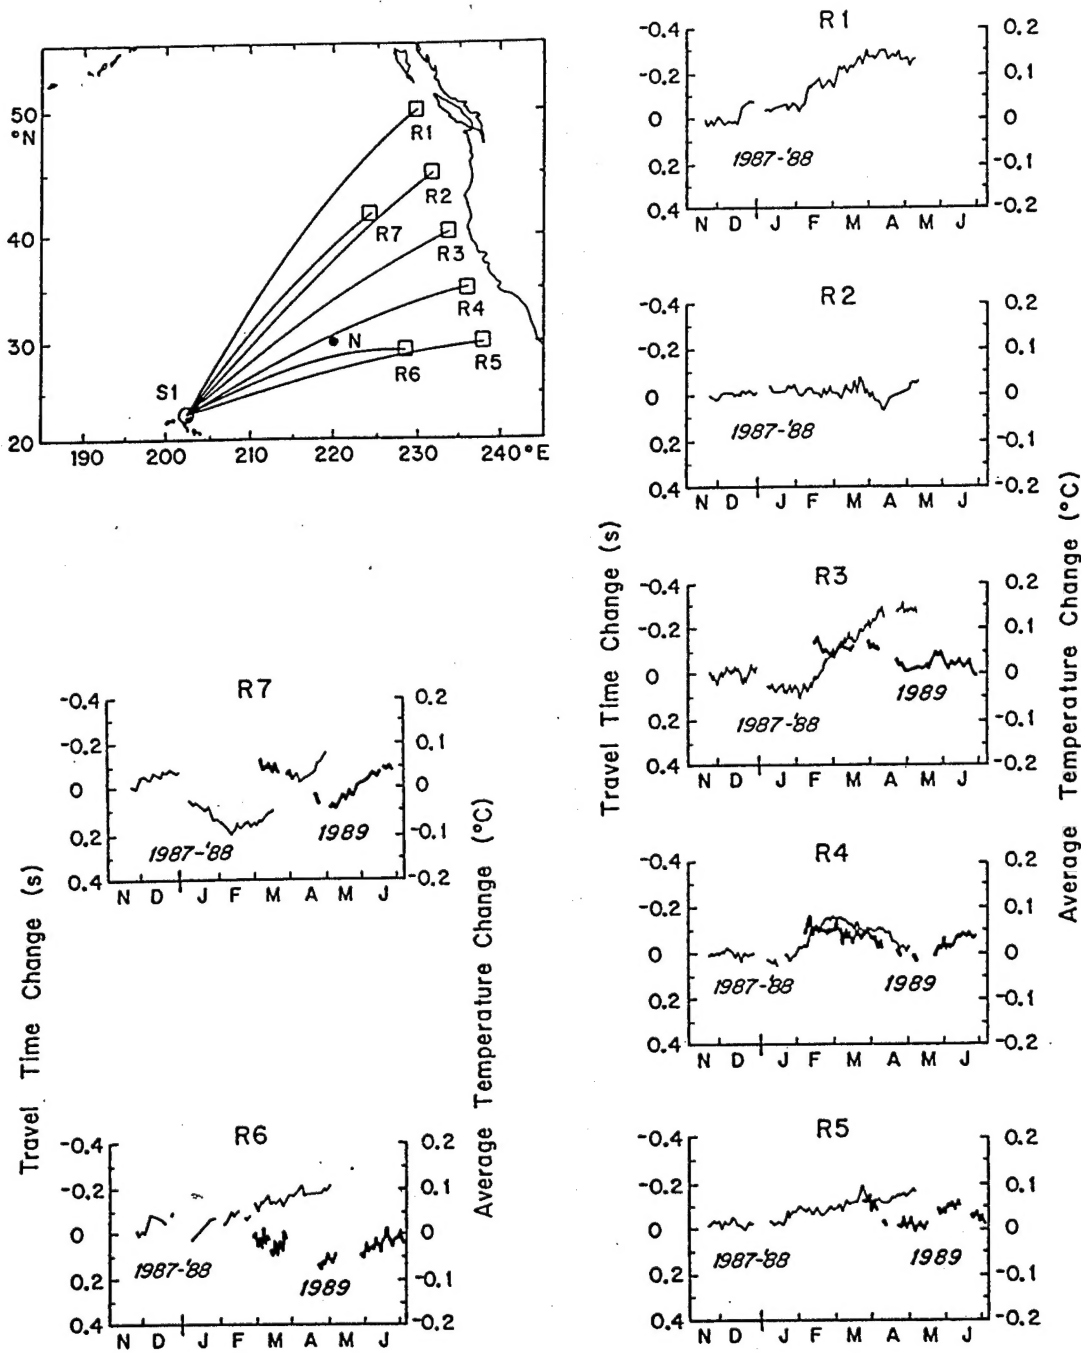 50
°N
40
30
20
190 200 210 220 230 240 °E
R1
R2
R7
R3
R4
N
R5
R6
S1
R1
-0.4
-0.2
0
0.2
0.4
0.2
0.1
0
-0.1
-0.2
1987-'88
N D J F M A M J
R2
-0.4
-0.2
0
0.2
0.4
0.2
0.1
0
-0.1
-0.2
1987-'88
N D J F M A M J
Travel Time Change (s)
Average Temperature Change (°C)
R3
-0.4
-0.2
0
0.2
0.4
0.2
0.1
0
-0.1
-0.2
1987-'88
1989
N D J F M A M J
R7
-0.4
-0.2
0
0.2
0.4
0.2
0.1
0
-0.1
-0.2
1987-'88
1989
N D J F M A M J
Travel Time Change (s)
Average Temperature Change (°C)
R4
-0.4
-0.2
0
0.2
0.4
0.2
0.1
0
-0.1
-0.2
1987-'88
1989
N D J F M A M J
R6
-0.4
-0.2
0
0.2
0.4
0.2
0.1
0
-0.1
-0.2
1987-'88
1989
N D J F M A M J
R5
-0.4
-0.2
0
0.2
0.4
0.2
0.1
0
-0.1
-0.2
1987-'88
1989
N D J F M A M J